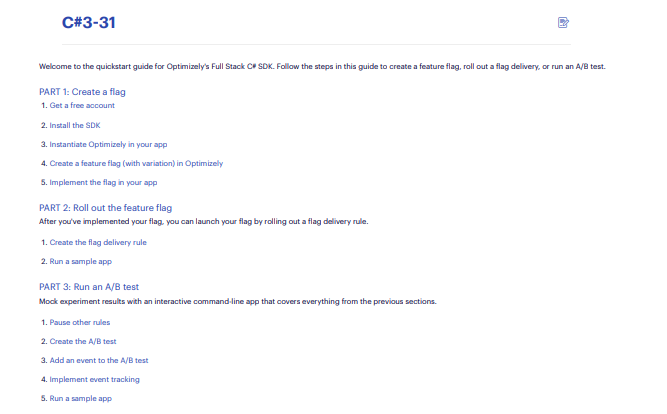 C#3-31
Welcome to the quickstart guide for Optimizely's Full Stack C# SDK. Follow the steps in this guide to create a feature flag, roll out a flag delivery, or run an A/B test.
PART 1: Create a flag
1. Get a free account
2. Install the SDK
3. Instantiate Optimizely in your app
4. Create a feature flag (with variation) in Optimizely
5. Implement the flag in your app
PART 2: Roll out the feature flag
After you've implemented your flag, you can launch your flag by rolling out a flag delivery rule.
1. Create the flag delivery rule
2. Run a sample app
PART 3: Run an A/B test
Mock experiment results with an interactive command-line app that covers everything from the previous sections.
1. Pause other rules
2. Create the A/B test
3. Add an event to the A/B test
4. Implement event tracking
5. Run a sample app